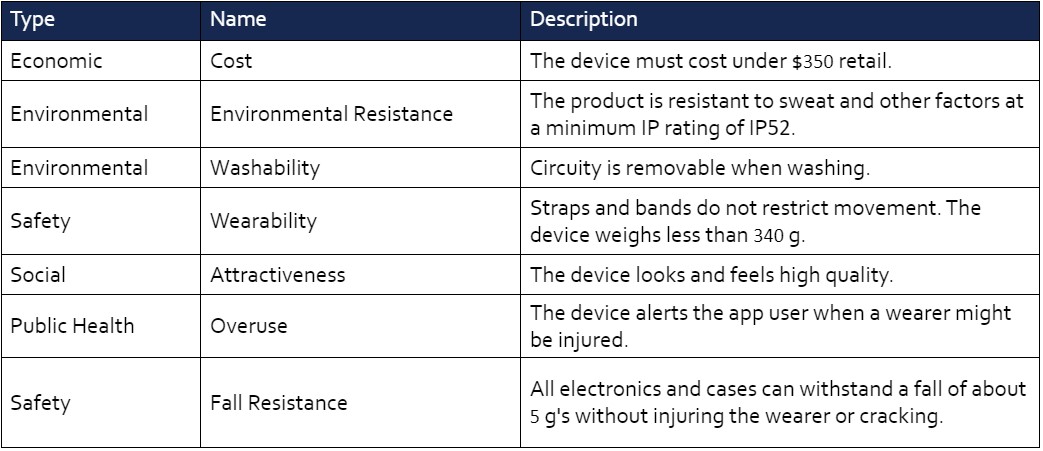 Type Name Description
Economic Cost The device must cost under $350 retail.
Environmental Environmental Resistance The product is resistant to sweat and other factors at
a minimum IP rating of IP52.
Environmental Washability Circuity is removable when washing.
Safety Wearability Straps and bands do not restrict movement. The
device weighs less than 340 g.
Social Attractiveness The device looks and feels high quality.
Public Health Overuse The device alerts the app user when a wearer might
be injured.
Safety Fall Resistance All electronics and cases can withstand a fall of about
5 g's without injuring the wearer or cracking.